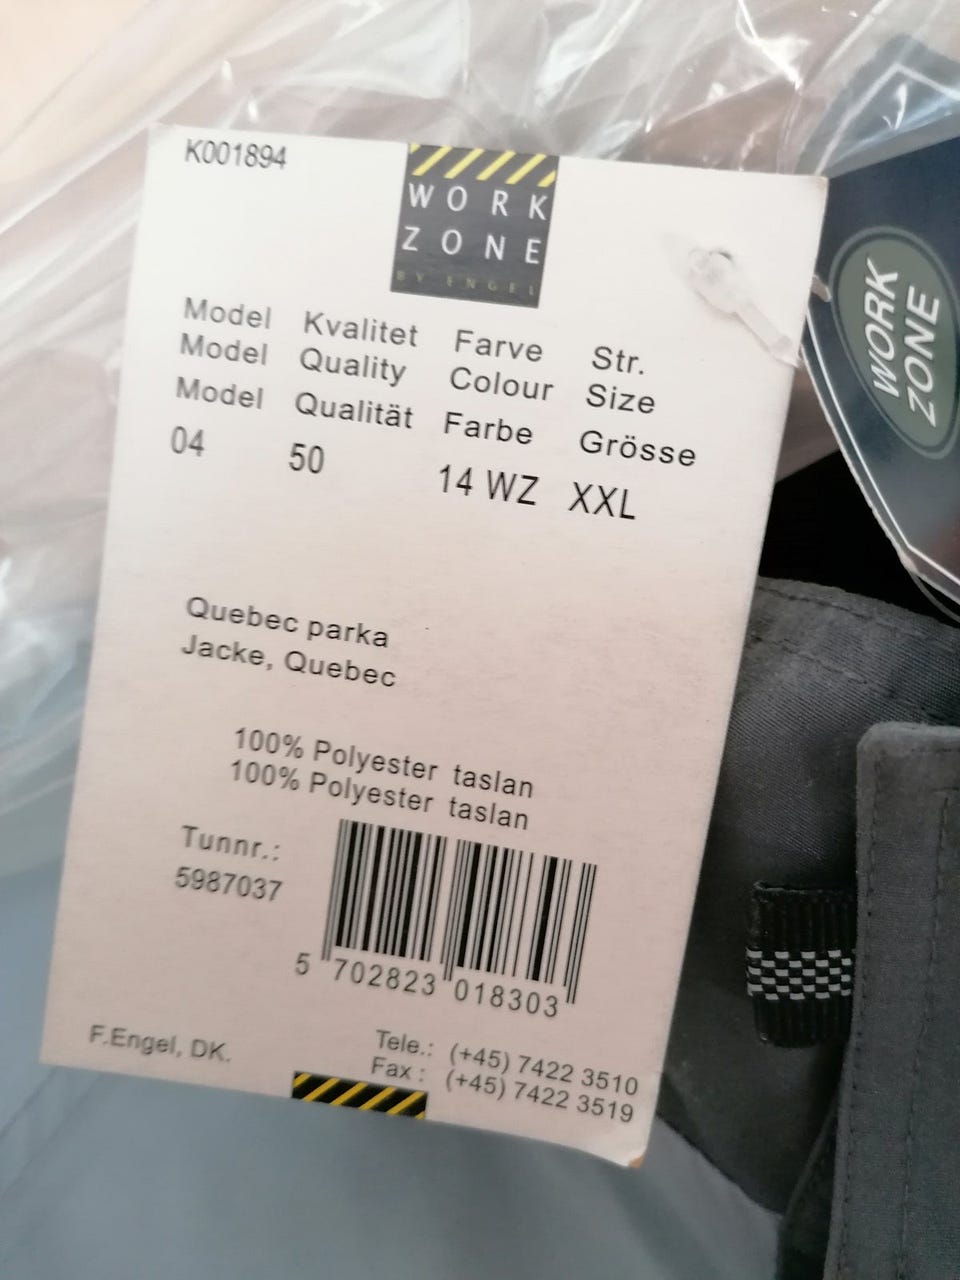 K001894
WORK
ZONE
BY ENGEL
Model Kvalitet Farve Str.
Model Quality Colour Size
Model Qualität Farbe Grösse
04 50 14 WZ XXL
Quebec parka
Jacke, Quebec
100% Polyester taslan
100% Polyester taslan
Tunnr.:
5987037
5 702823 018303
F.Engel, DK.
Tele.: (+45) 7422 3510
Fax : (+45) 7422 3519
WORK
ZONE